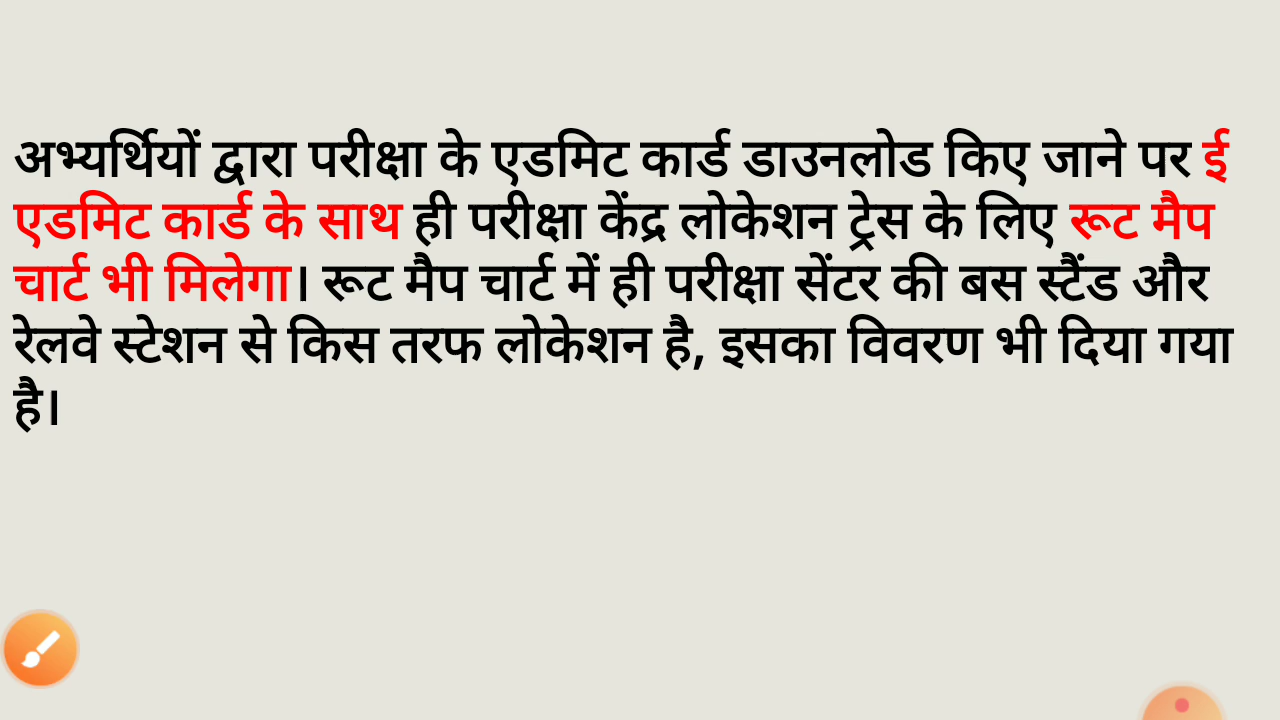 अभ्यर्थियों द्वारा परीक्षा के एडमिट कार्ड डाउनलोड किए जाने पर ई
एडमिट कार्ड के साथ ही परीक्षा केंद्र लोकेशन ट्रेस के लिए रूट मैप
चार्ट भी मिलेगा। रूट मैप चार्ट में ही परीक्षा सेंटर की बस स्टैंड और
रेलवे स्टेशन से किस तरफ लोकेशन है, इसका विवरण भी दिया गया
है।